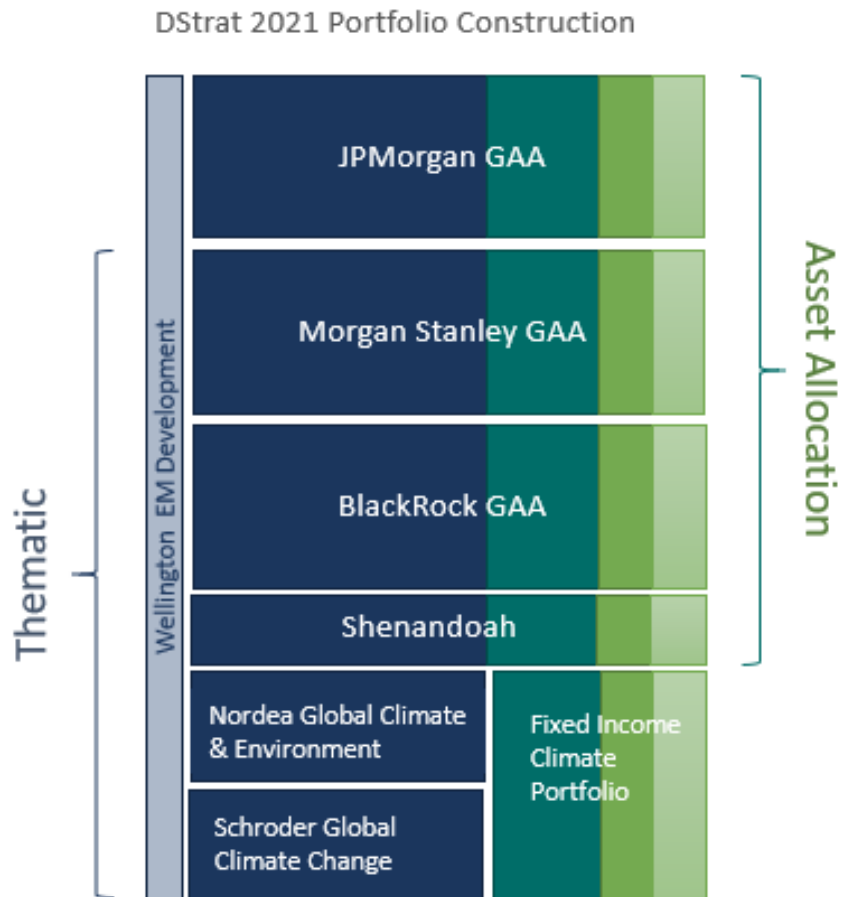 DStrat 2021 Portfolio Construction
JPMorgan GAA
Morgan Stanley GAA
BlackRock GAA
Shenandoah
Nordea Global Climate
& Environment
Schroder Global
Climate Change
Fixed Income
Climate
Portfolio
Wellington EM Development
Thematic
Asset Allocation